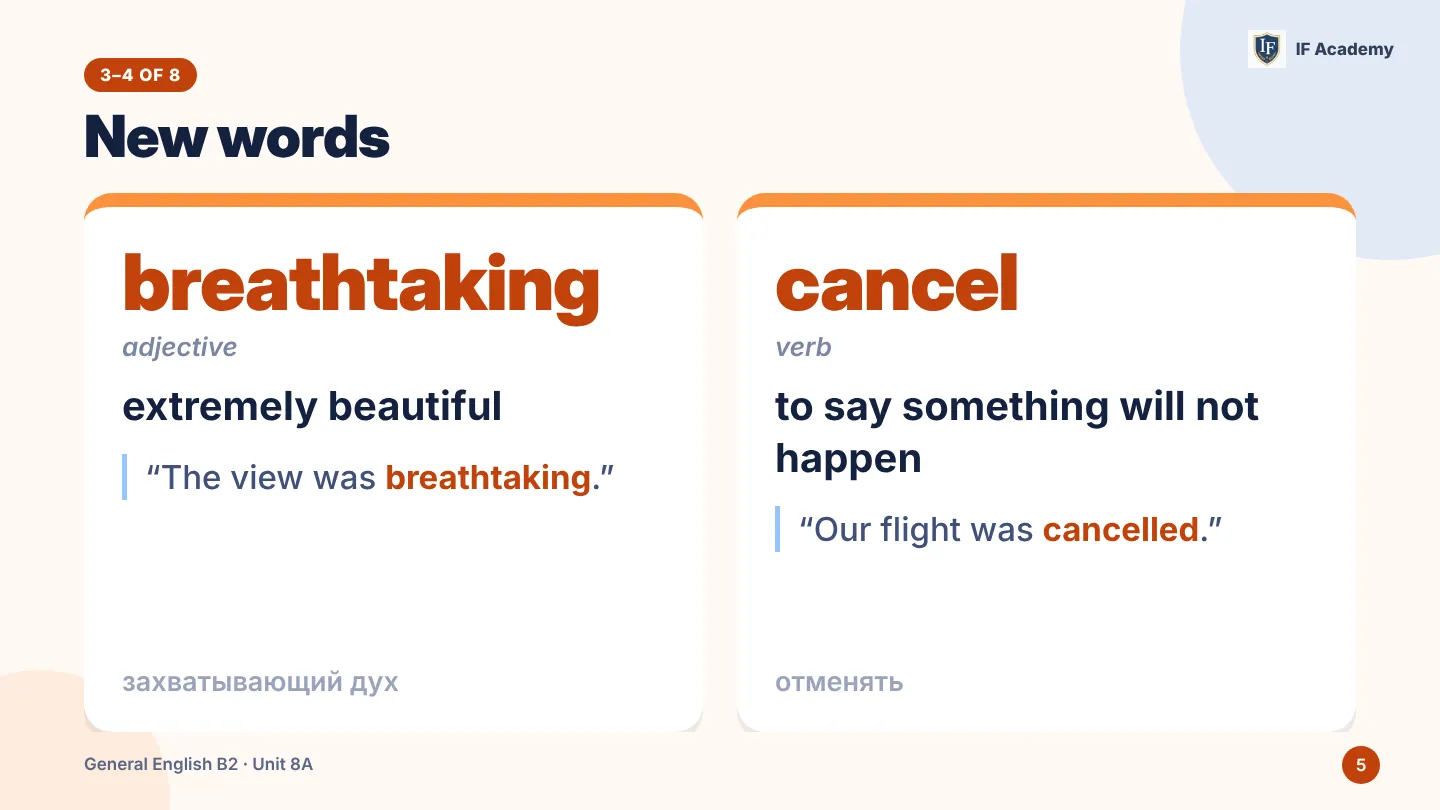 IF
IF Academy
3–4 OF 8
New words
breathtaking
adjective
extremely beautiful
“The view was breathtaking.”
захватывающий дух
cancel
verb
to say something will not
happen
“Our flight was cancelled.”
отменять
General English B2 · Unit 8A
5